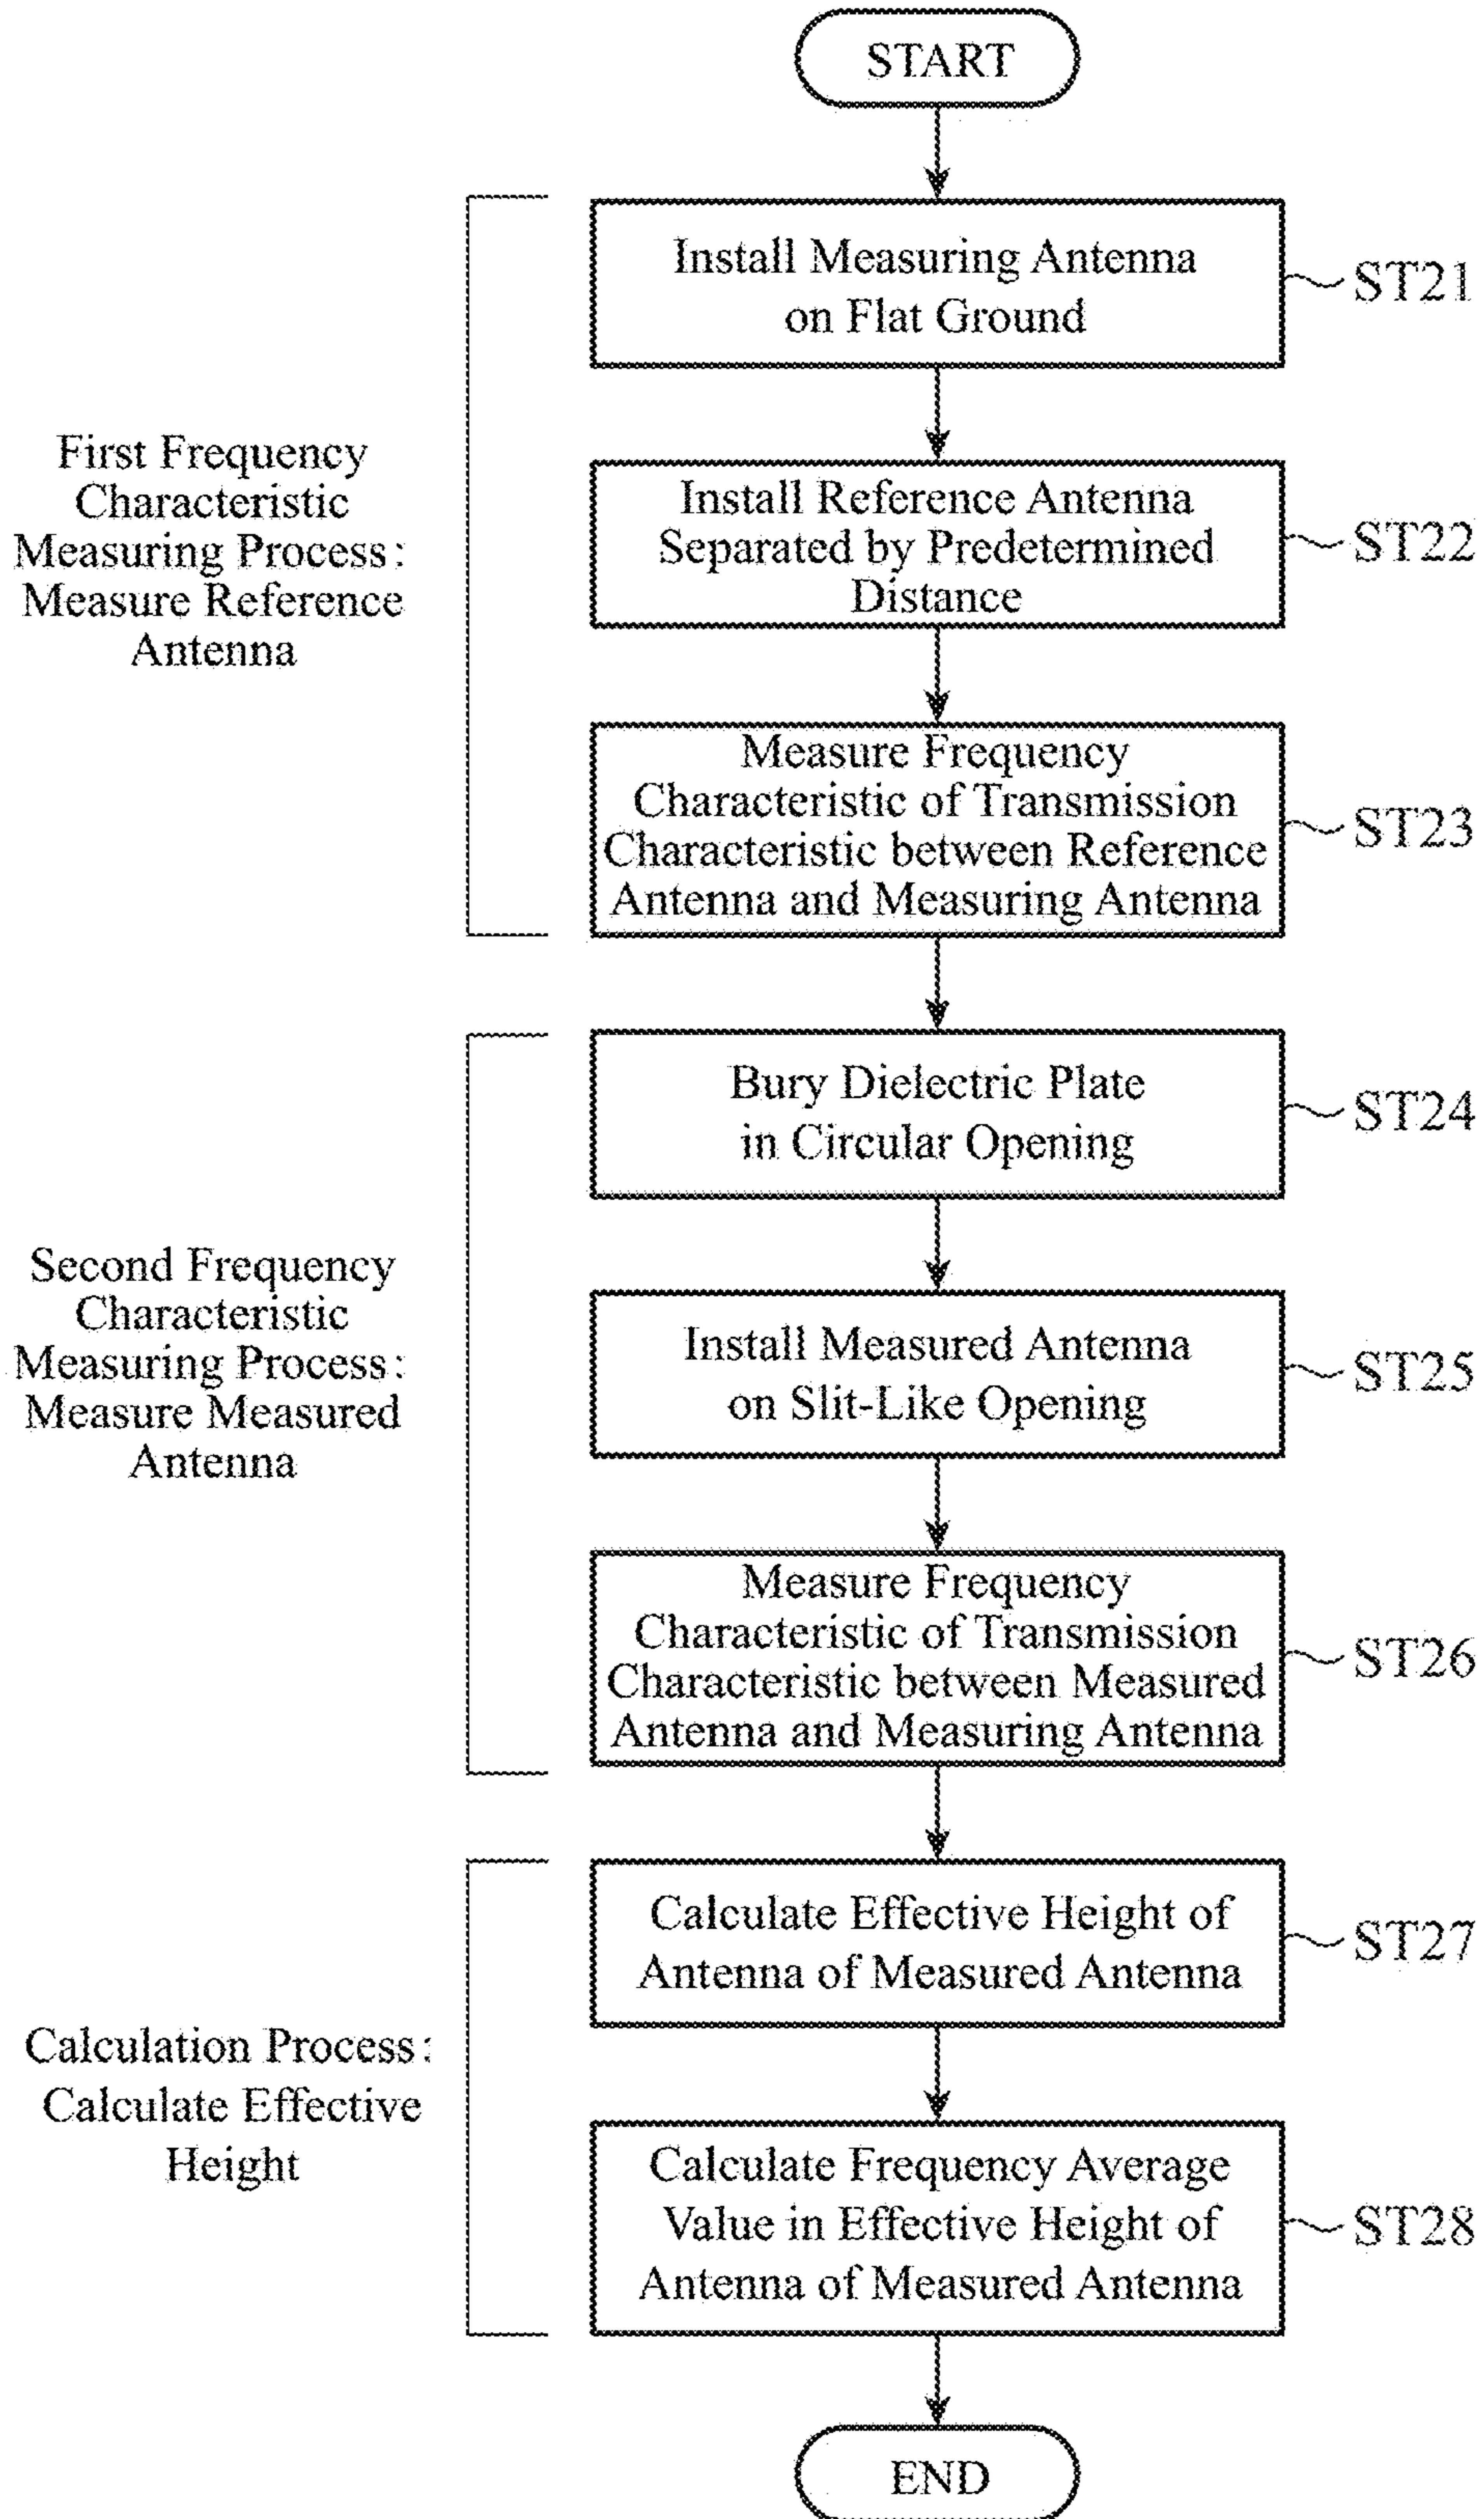 START
Install Measuring Antenna
on Flat Ground
ST21
First Frequency
Characteristic
Measuring Process:
Measure Reference
Antenna
Install Reference Antenna
Separated by Predetermined
Distance
ST22
Measure Frequency
Characteristic of Transmission
Characteristic between Reference
Antenna and Measuring Antenna
ST23
Bury Dielectric Plate
in Circular Opening
ST24
Second Frequency
Characteristic
Measuring Process:
Measure Measured
Antenna
Install Measured Antenna
on Slit-Like Opening
ST25
Measure Frequency
Characteristic of Transmission
Characteristic between Measured
Antenna and Measuring Antenna
ST26
Calculate Effective Height of
Antenna of Measured Antenna
ST27
Calculation Process:
Calculate Effective
Height
Calculate Frequency Average
Value in Effective Height of
Antenna of Measured Antenna
ST28
END